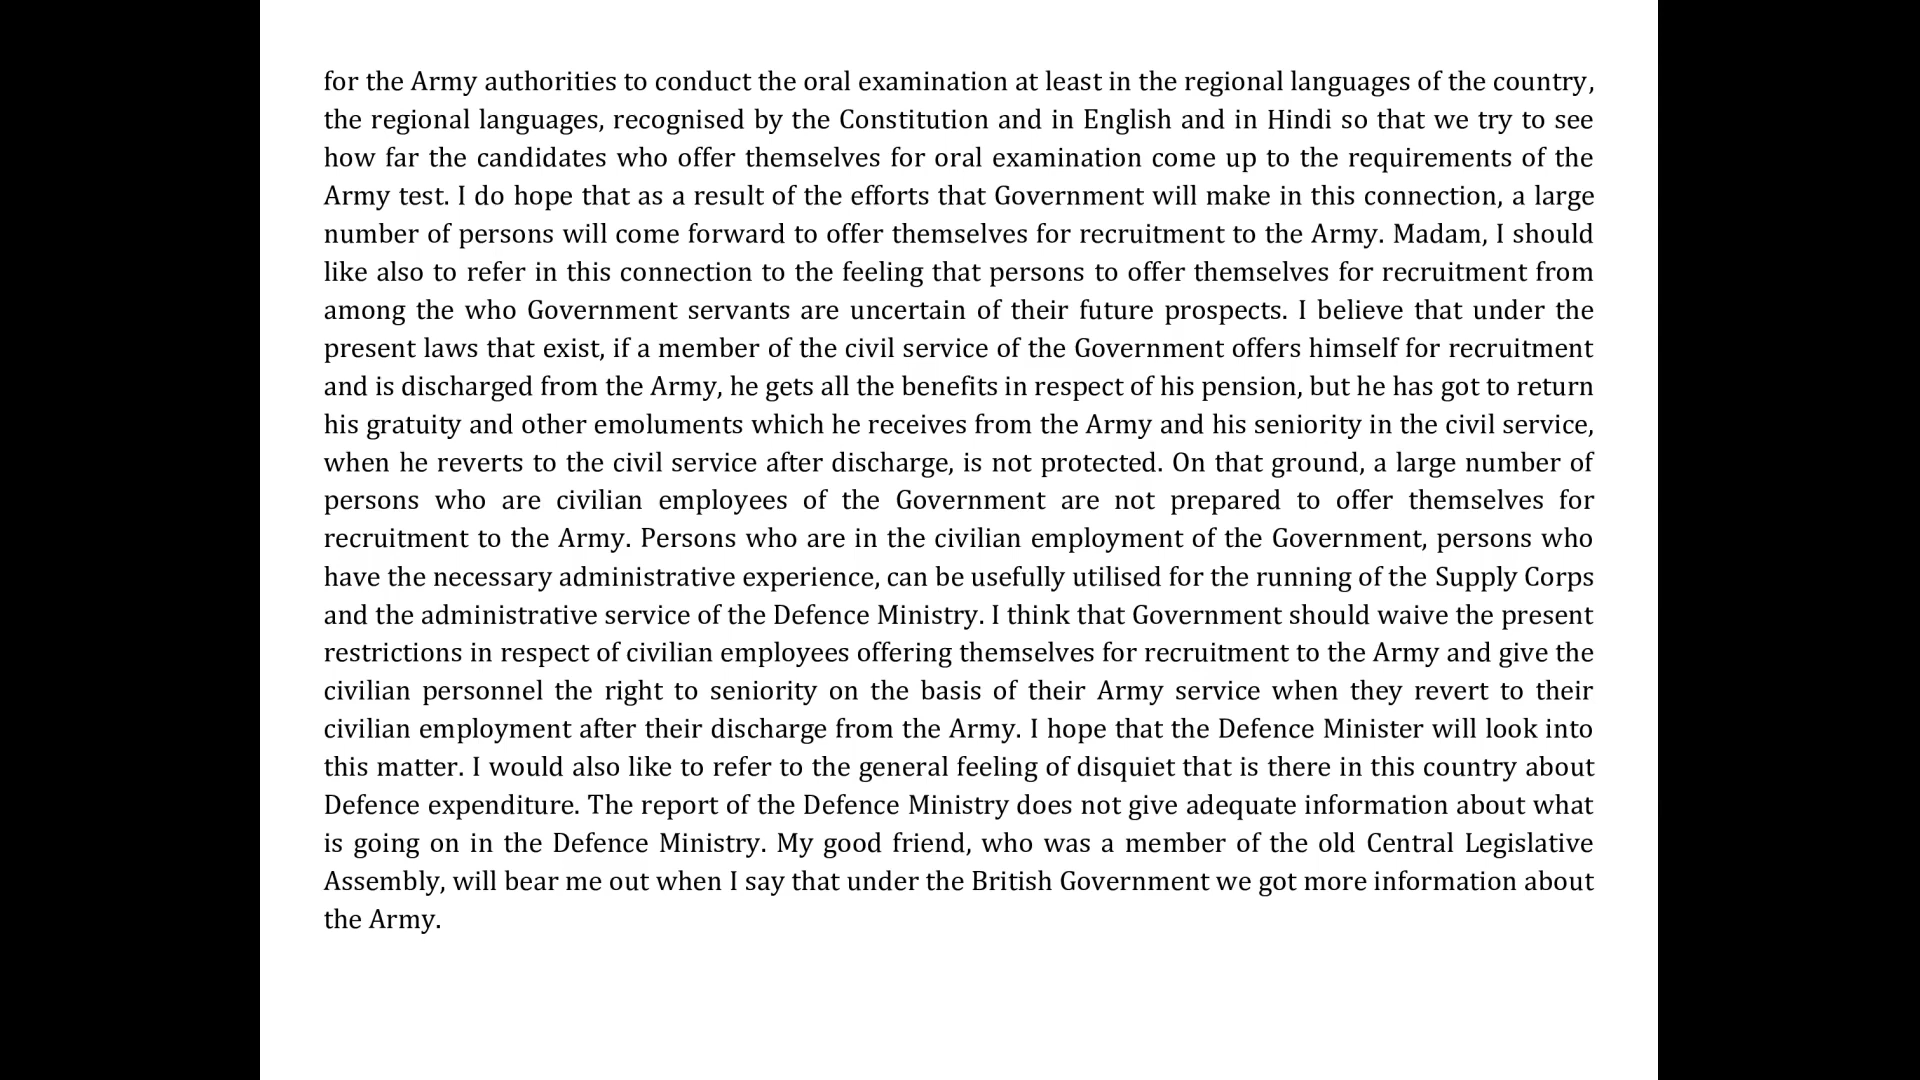 for the Army authorities to conduct the oral examination at least in the regional languages of the country,
the regional languages, recognised by the Constitution and in English and in Hindi so that we try to see
how far the candidates who offer themselves for oral examination come up to the requirements of the
Army test. I do hope that as a result of the efforts that Government will make in this connection, a large
number of persons will come forward to offer themselves for recruitment to the Army. Madam, I should
like also to refer in this connection to the feeling that persons to offer themselves for recruitment from
among the who Government servants are uncertain of their future prospects. I believe that under the
present laws that exist, if a member of the civil service of the Government offers himself for recruitment
and is discharged from the Army, he gets all the benefits in respect of his pension, but he has got to return
his gratuity and other emoluments which he receives from the Army and his seniority in the civil service,
when he reverts to the civil service after discharge, is not protected. On that ground, a large number of
persons who are civilian employees of the Government are not prepared to offer themselves for
recruitment to the Army. Persons who are in the civilian employment of the Government, persons who
have the necessary administrative experience, can be usefully utilised for the running of the Supply Corps
and the administrative service of the Defence Ministry. I think that Government should waive the present
restrictions in respect of civilian employees offering themselves for recruitment to the Army and give the
civilian personnel the right to seniority on the basis of their Army service when they revert to their
civilian employment after their discharge from the Army. I hope that the Defence Minister will look into
this matter. I would also like to refer to the general feeling of disquiet that is there in this country about
Defence expenditure. The report of the Defence Ministry does not give adequate information about what
is going on in the Defence Ministry. My good friend, who was a member of the old Central Legislative
Assembly, will bear me out when I say that under the British Government we got more information about
the Army.